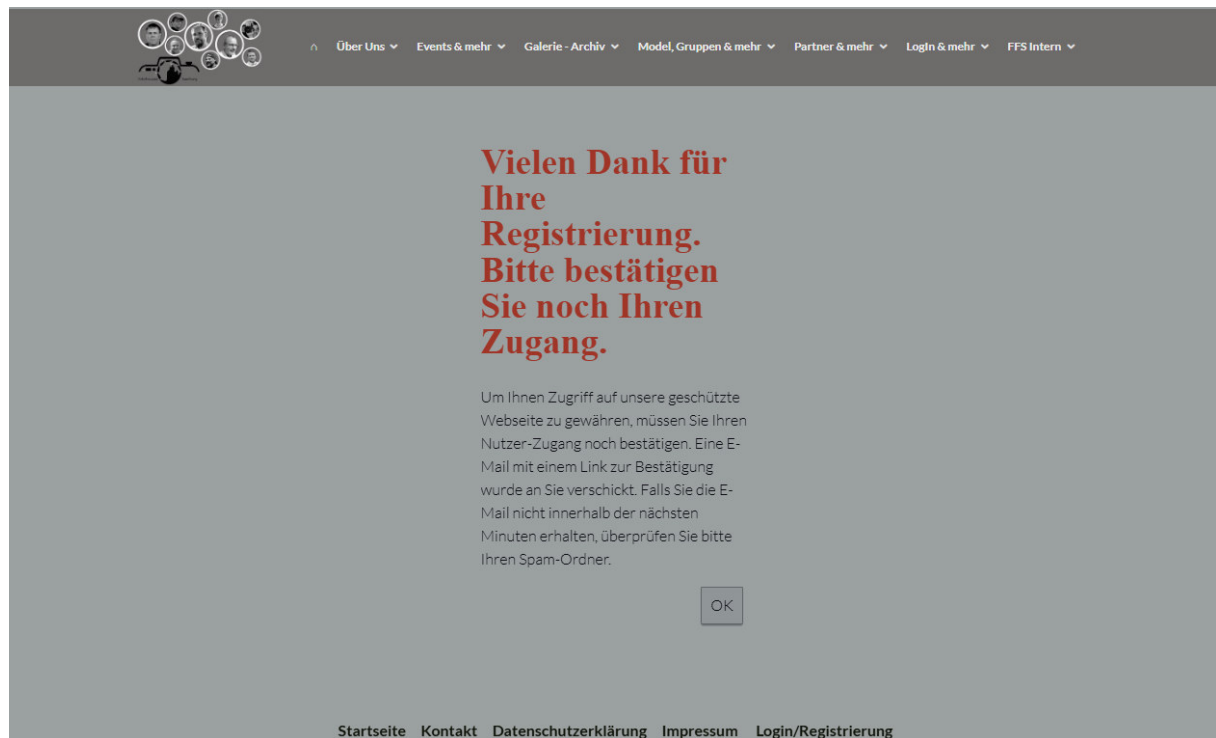 Über Uns Events & mehr Galerie - Archiv Model, Gruppen & mehr Partner & mehr LogIn & mehr FFS Intern
Vielen Dank für
Ihre
Registrierung.
Bitte bestätigen
Sie noch Ihren
Zugang.
Um Ihnen Zugriff auf unsere geschützte
Webseite zu gewähren, müssen Sie Ihren
Nutzer-Zugang noch bestätigen. Eine E-
Mail mit einem Link zur Bestätigung
wurde an Sie verschickt. Falls Sie die E-
Mail nicht innerhalb der nächsten
Minuten erhalten, überprüfen Sie bitte
Ihren Spam-Ordner.
OK
Startseite Kontakt Datenschutzerklärung Impressum Login/Registrierung